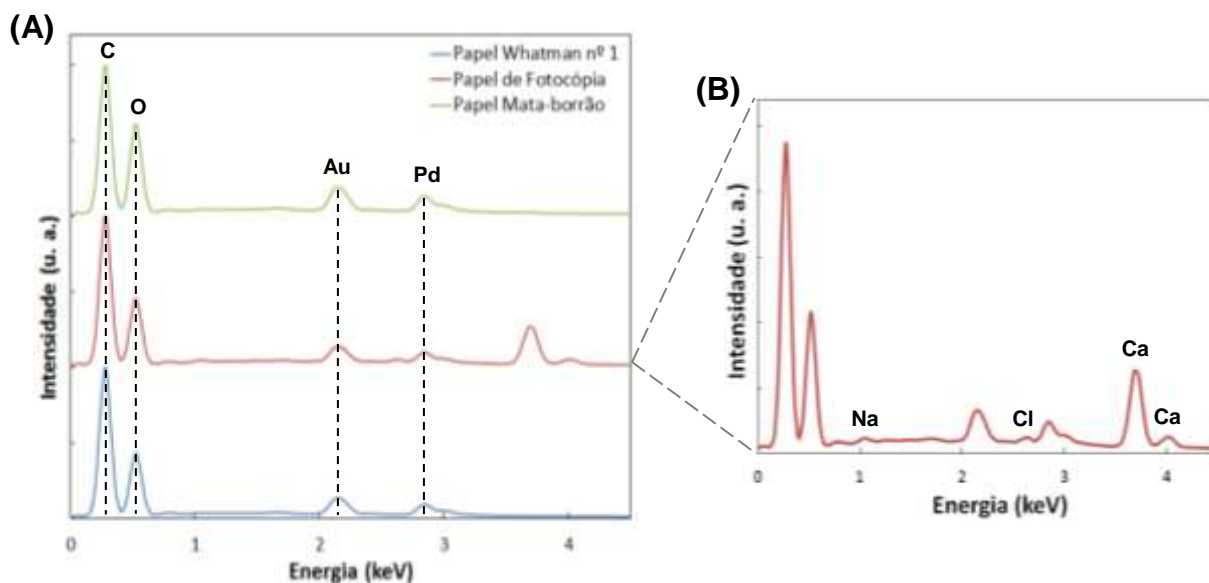 (A)
C
O
Au
Pd
Papel Whatman nº 1
Papel de Fotocópia
Papel Mata-borrão
Intensidade (u. a.)
0 1 2 3 4
Energia (keV)
(B)
Na
Cl
Ca
Ca
Intensidade (u. a.)
0 1 2 3 4
Energia (keV)